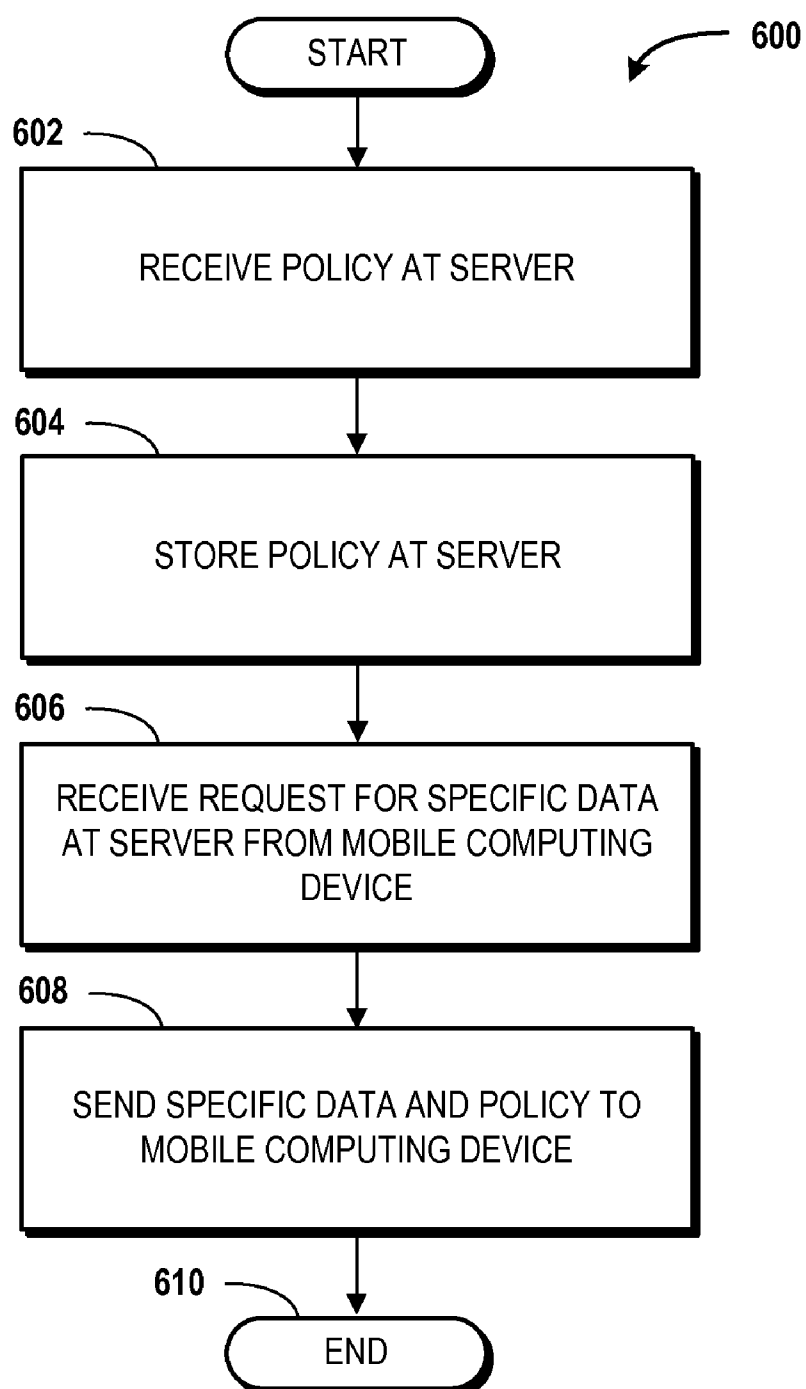 START
600
602
RECEIVE POLICY AT SERVER
604
STORE POLICY AT SERVER
606
RECEIVE REQUEST FOR SPECIFIC DATA
AT SERVER FROM MOBILE COMPUTING
DEVICE
608
SEND SPECIFIC DATA AND POLICY TO
MOBILE COMPUTING DEVICE
610
END